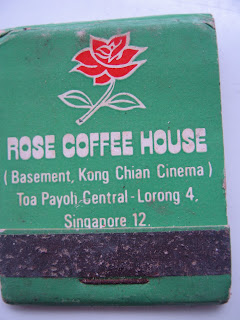 ROSE COFFEE HOUSE
( Basement, Kong Chian Cinema )
Toa Payoh Central - Lorong 4,
Singapore 12.